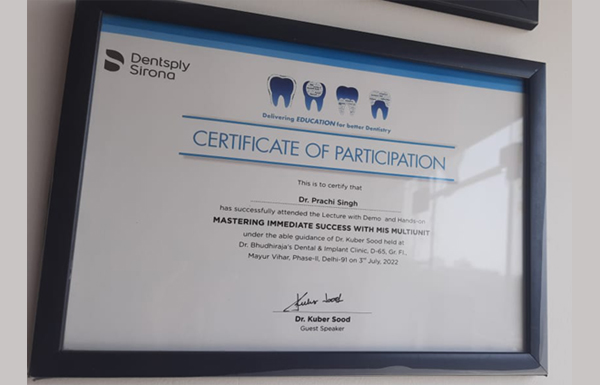 Dentsply
Sirona
Delivering EDUCATION for better Dentistry
CERTIFICATE OF PARTICIPATION
This is to certify that
Dr. Prachi Singh
has successfully attended the Lecture with Demo and Hands-on
MASTERING IMMEDIATE SUCCESS WITH MIS MULTIUNIT
under the able guidance of Dr. Kuber Sood held at
Dr. Bhudhiraja's Dental & Implant Clinic, D-65, Gr. Fl.,
Mayur Vihar, Phase-II, Delhi-91 on 3rd July, 2022
Kuber Sood
Dr. Kuber Sood
Guest Speaker